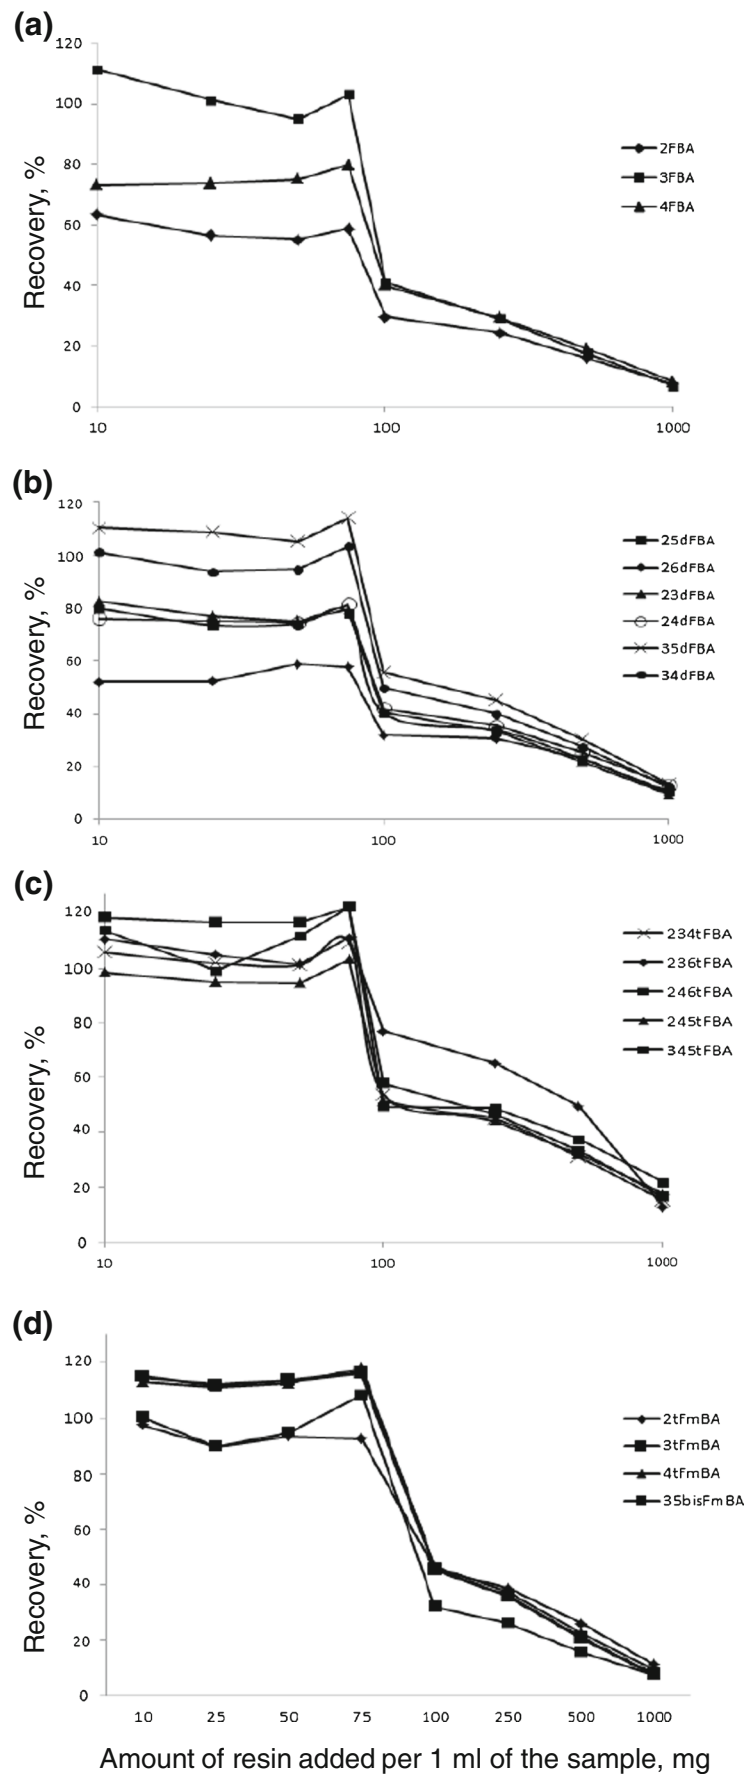 (a)
120
100
80
60
40
20
0
Recovery, %
10 100 1000
2FBA
3FBA
4FBA
(b)
120
100
80
60
40
20
0
Recovery, %
10 100 1000
25dFBA
26dFBA
23dFBA
24dFBA
35dFBA
34dFBA
(c)
120
100
80
60
40
20
0
Recovery, %
10 100 1000
234tFBA
236tFBA
246tFBA
245tFBA
345tFBA
(d)
120
100
80
60
40
20
0
Recovery, %
10 25 50 75 100 250 500 1000
2tFmBA
3tFmBA
4tFmBA
35bisFmBA
Amount of resin added per 1 ml of the sample, mg